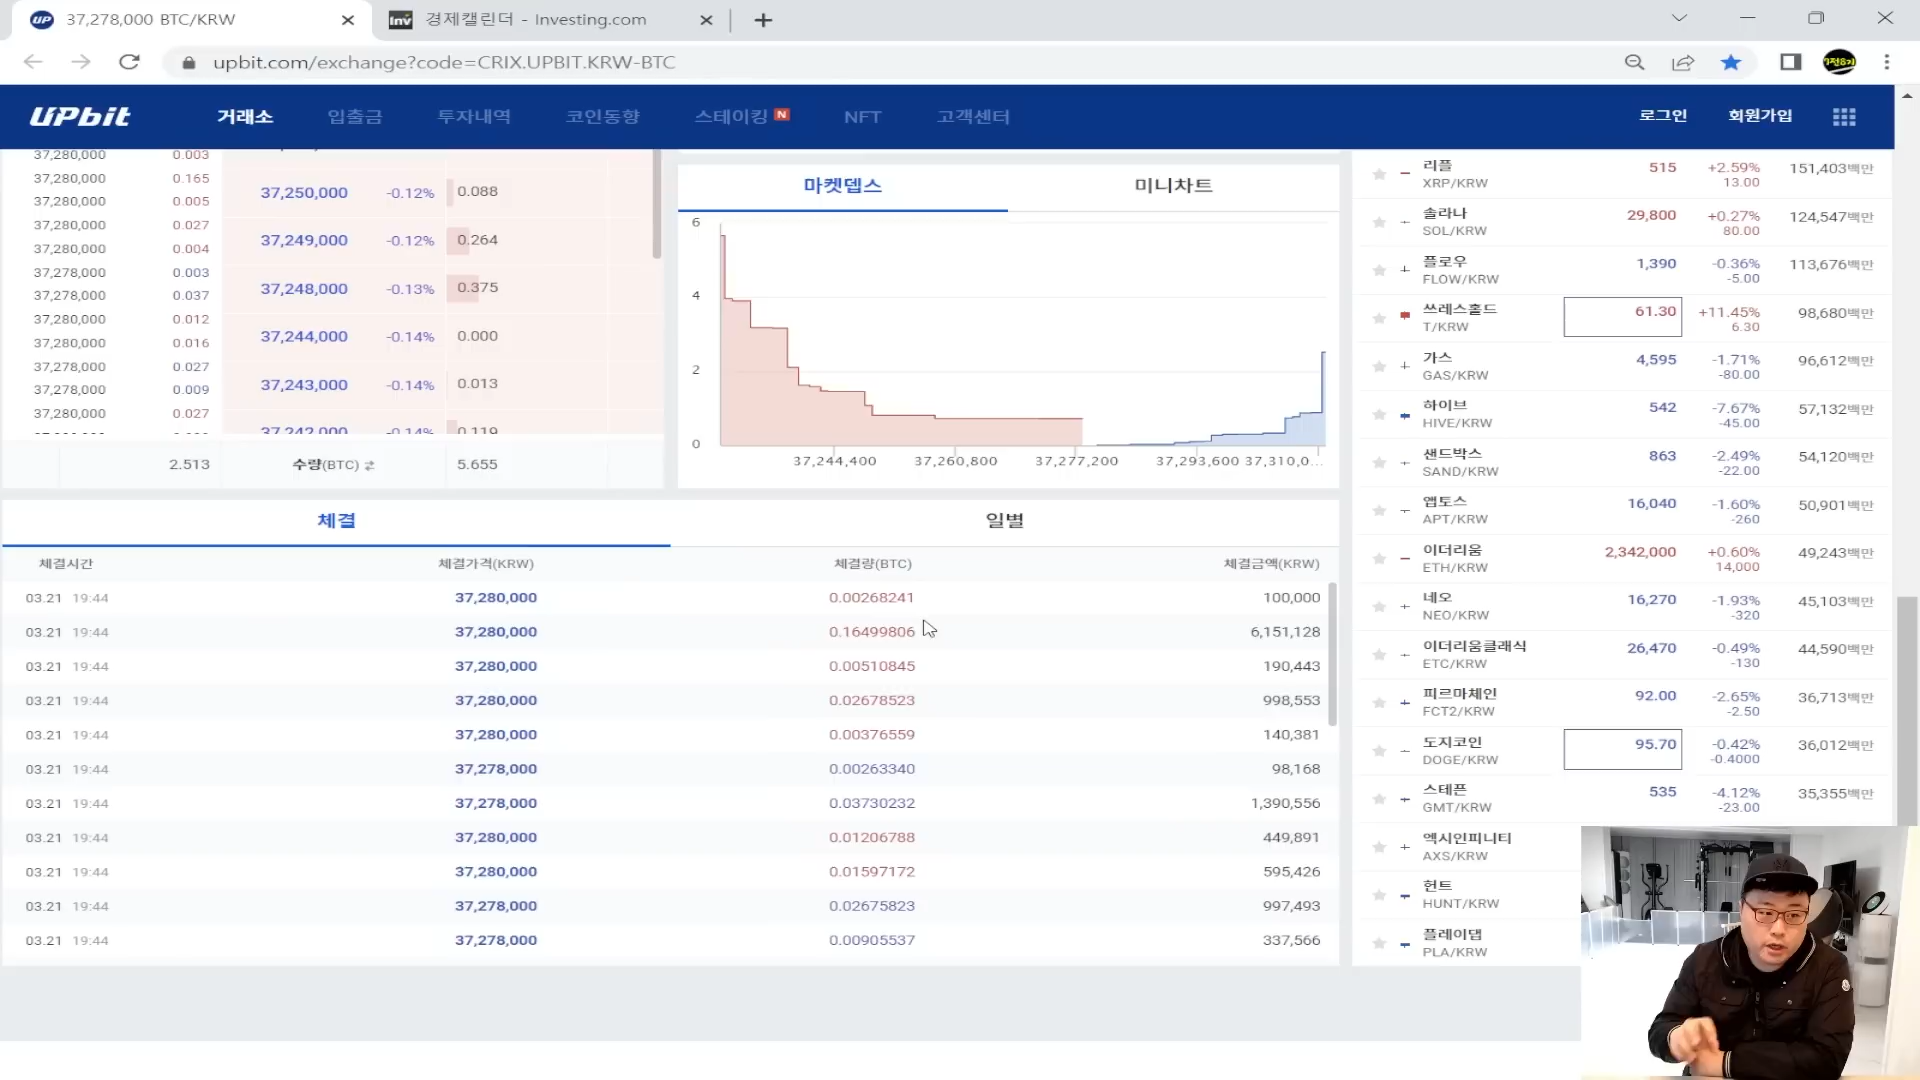 37,278,000 BTC/KRW
경제캘린더 - Investing.com
upbit.com/exchange?code=CRIX.UPBIT.KRW-BTC
UPbit 거래소 입출금 투자내역 코인동향 스테이킹 N NFT 고객센터 로그인 회원가입
37,280,000 0.003
37,280,000 0.165
37,280,000 0.005
37,280,000 0.027
37,280,000 0.004
37,278,000 0.003
37,278,000 0.037
37,280,000 0.012
37,280,000 0.016
37,278,000 0.027
37,278,000 0.009
37,280,000 0.027
37,250,000 -0.12% 0.088
37,249,000 -0.12% 0.264
37,248,000 -0.13% 0.375
37,244,000 -0.14% 0.000
37,243,000 -0.14% 0.013
37,242,000 -0.14% 0.119
2.513 수량(BTC) 5.655
마켓뎁스 미니차트
6
4
2
0
37,244,400 37,260,800 37,277,200 37,293,600 37,310,0...
체결 일별
체결시간 체결가격(KRW) 체결량(BTC) 체결금액(KRW)
03.21 19:44 37,280,000 0.00268241 100,000
03.21 19:44 37,280,000 0.16499806 6,151,128
03.21 19:44 37,280,000 0.00510845 190,443
03.21 19:44 37,280,000 0.02678523 998,553
03.21 19:44 37,280,000 0.00376559 140,381
03.21 19:44 37,278,000 0.00263340 98,168
03.21 19:44 37,278,000 0.03730232 1,390,556
03.21 19:44 37,280,000 0.01206788 449,891
03.21 19:44 37,280,000 0.01597172 595,426
03.21 19:44 37,278,000 0.02675823 997,493
03.21 19:44 37,278,000 0.00905537 337,566
리플 515 +2.59% 151,403백만
XRP/KRW 13.00
솔라나 29,800 +0.27% 124,547백만
SOL/KRW 80.00
플로우 1,390 -0.36% 113,676백만
FLOW/KRW -5.00
쓰레스홀드 61.30 +11.45% 98,680백만
T/KRW 6.30
가스 4,595 -1.71% 96,612백만
GAS/KRW -80.00
하이브 542 -7.67% 57,132백만
HIVE/KRW -45.00
샌드박스 863 -2.49% 54,120백만
SAND/KRW -22.00
앱토스 16,040 -1.60% 50,901백만
APT/KRW -260
이더리움 2,342,000 +0.60% 49,243백만
ETH/KRW 14,000
네오 16,270 -1.93% 45,103백만
NEO/KRW -320
이더리움클래식 26,470 -0.49% 44,590백만
ETC/KRW -130
피르마체인 92.00 -2.65% 36,713백만
FCT2/KRW -2.50
도지코인 95.70 -0.42% 36,012백만
DOGE/KRW -0.4000
스테픈 535 -4.12% 35,355백만
GMT/KRW -23.00
엑시인피니티
AXS/KRW
헌트
HUNT/KRW
플레이댑
PLA/KRW